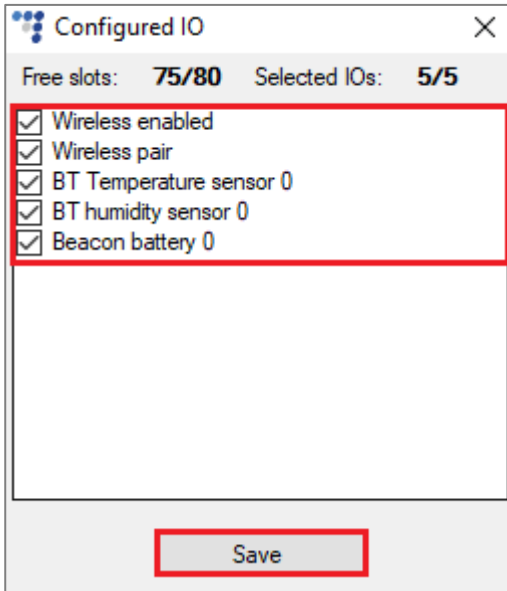 Configured IO
Free slots: 75/80 Selected IOs: 5/5
Wireless enabled
Wireless pair
BT Temperature sensor 0
BT humidity sensor 0
Beacon battery 0
Save